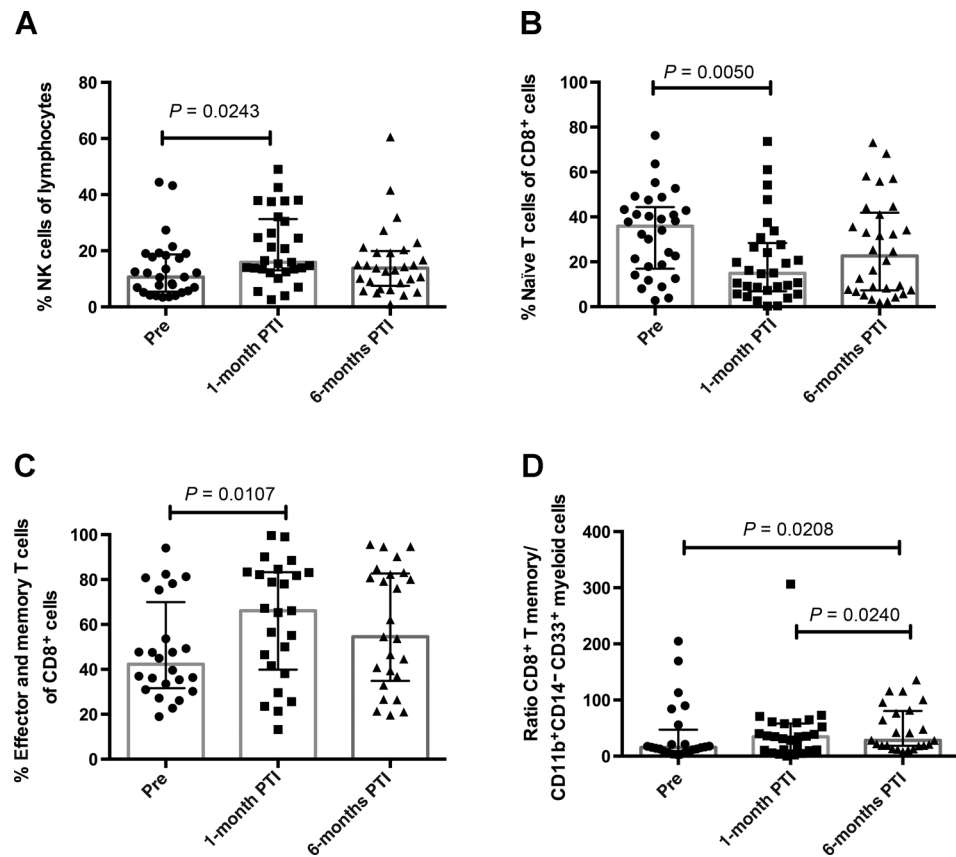 A
% NK cells of lymphocytes
80
60
40
20
0
P = 0.0243
Pre
1-month PTI
6-months PTI
B
% Naïve T cells of CD8⁺ cells
100
80
60
40
20
0
P = 0.0050
Pre
1-month PTI
6-months PTI
C
% Effector and memory T cells
of CD8⁺ cells
100
80
60
40
20
0
P = 0.0107
Pre
1-month PTI
6-months PTI
D
Ratio CD8⁺ T memory/
CD11b⁺CD14⁻ CD33⁺ myeloid cells
400
300
200
100
0
P = 0.0208
P = 0.0240
Pre
1-month PTI
6-months PTI